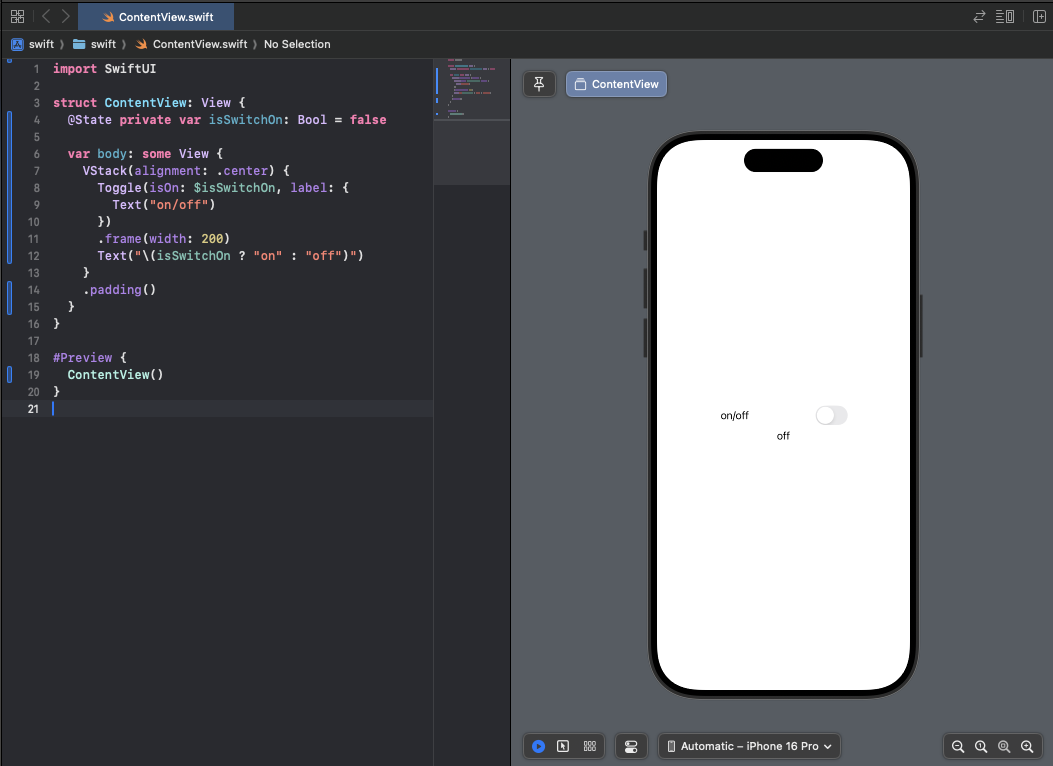 ContentView.swift
swift 〉 swift 〉 ContentView.swift 〉 No Selection
1 import SwiftUI
2
3 struct ContentView: View {
4   @State private var isSwitchOn: Bool = false
5
6   var body: some View {
7     VStack(alignment: .center) {
8       Toggle(isOn: $isSwitchOn, label: {
9         Text("on/off")
10       })
11       .frame(width: 200)
12       Text("\(isSwitchOn ? "on" : "off")")
13     }
14     .padding()
15   }
16 }
17
18 #Preview {
19   ContentView()
20 }
21
ContentView
on/off
off
Automatic – iPhone 16 Pro